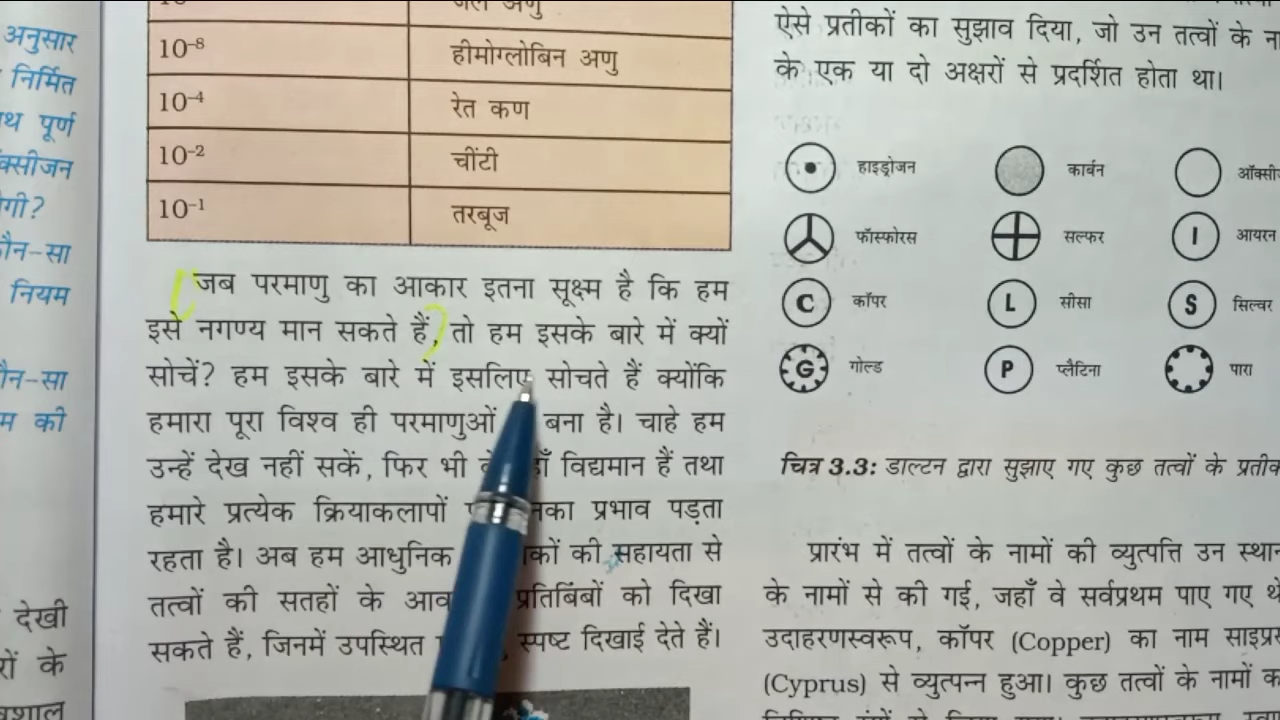 अनुसार
निर्मित
पूर्ण
गी?
कौन-सा
नियम
मौन-सा
म की
देखी
रों के
10⁻⁸ हीमोग्लोबिन अणु
10⁻⁴ रेत कण
10⁻² चींटी
10⁻¹ तरबूज
जब परमाणु का आकार इतना सूक्ष्म है कि हम
इसे नगण्य मान सकते हैं, तो हम इसके बारे में क्यों
सोचें? हम इसके बारे में इसलिए सोचते हैं क्योंकि
हमारा पूरा विश्व ही परमाणुओं बना है। चाहे हम
उन्हें देख नहीं सकें, फिर भी विद्यमान हैं तथा
हमारे प्रत्येक क्रियाकलापों प्रभाव पड़ता
रहता है। अब हम आधुनिक की सहायता से
तत्वों की सतहों के प्रतिबिंबों को दिखा
सकते हैं, जिनमें उपस्थित स्पष्ट दिखाई देते हैं।
ऐसे प्रतीकों का सुझाव दिया, जो उन तत्वों के
के एक या दो अक्षरों से प्रदर्शित होता था।
हाइड्रोजन कार्बन
फॉस्फोरस सल्फर I आयरन
C कॉपर L सीसा S सिल्वर
G गोल्ड P प्लैटिना पारा
चित्र 3.3: डाल्टन द्वारा सुझाए गए कुछ तत्वों के प्रतीक
प्रारंभ में तत्वों के नामों की व्युत्पत्ति उन
के नामों से की गई, जहाँ वे सर्वप्रथम पाए गए
उदाहरणस्वरूप, कॉपर (Copper) का नाम
(Cyprus) से व्युत्पन्न हुआ। कुछ तत्वों के नामों